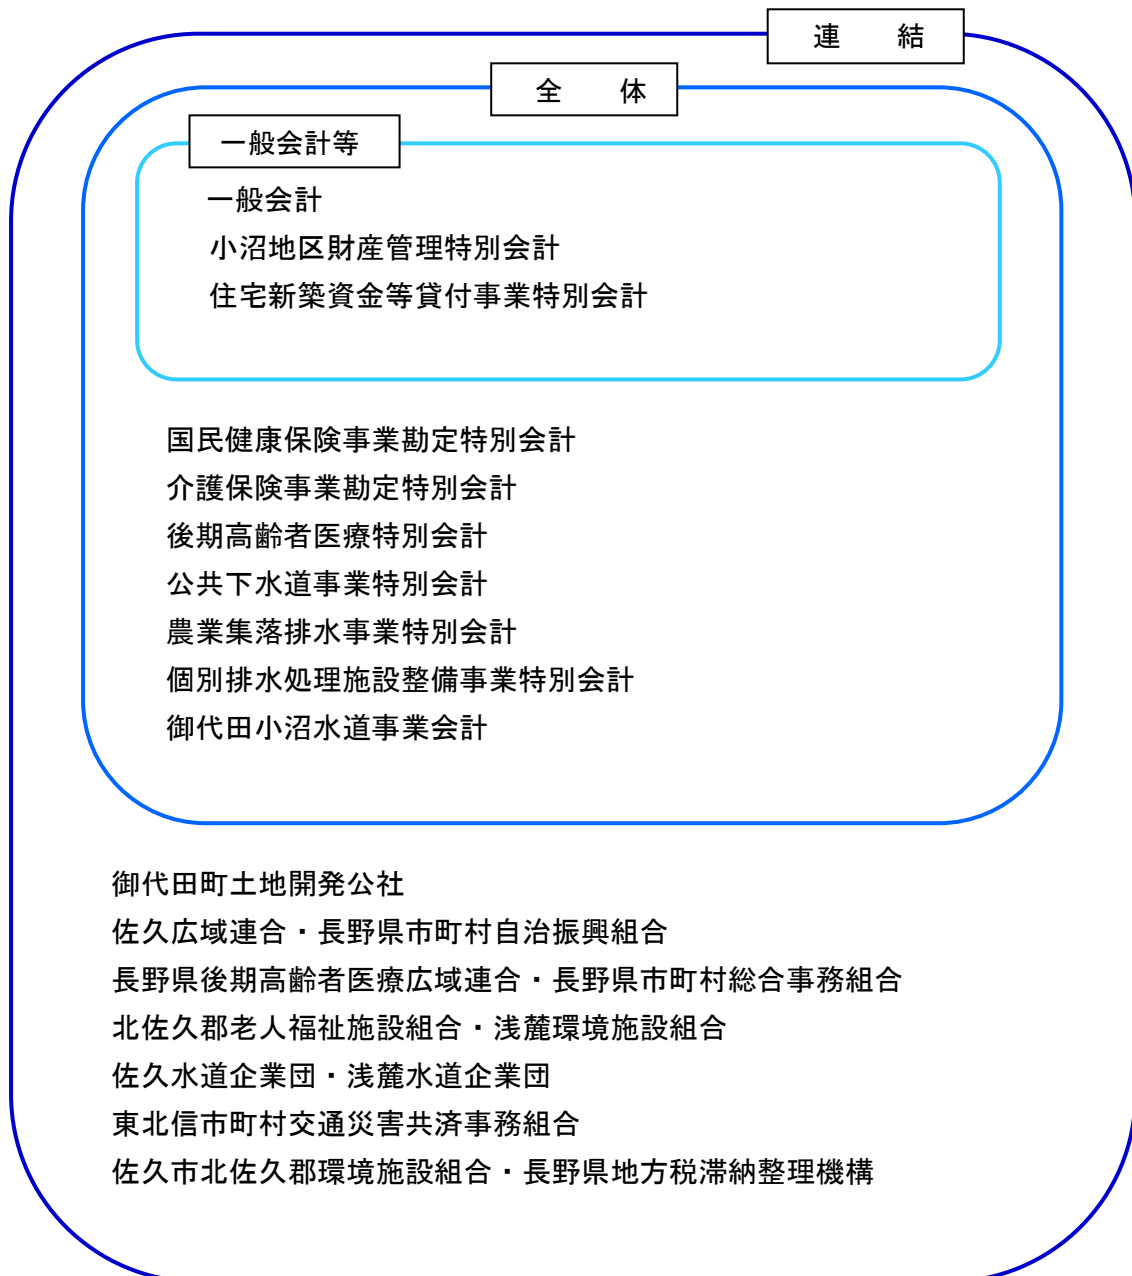 連　　結
全　　体
一般会計等
一般会計
小沼地区財産管理特別会計
住宅新築資金等貸付事業特別会計
国民健康保険事業勘定特別会計
介護保険事業勘定特別会計
後期高齢者医療特別会計
公共下水道事業特別会計
農業集落排水事業特別会計
個別排水処理施設整備事業特別会計
御代田小沼水道事業会計
御代田町土地開発公社
佐久広域連合・長野県市町村自治振興組合
長野県後期高齢者医療広域連合・長野県市町村総合事務組合
北佐久郡老人福祉施設組合・浅麓環境施設組合
佐久水道企業団・浅麓水道企業団
東北信市町村交通災害共済事務組合
佐久市北佐久郡環境施設組合・長野県地方税滞納整理機構